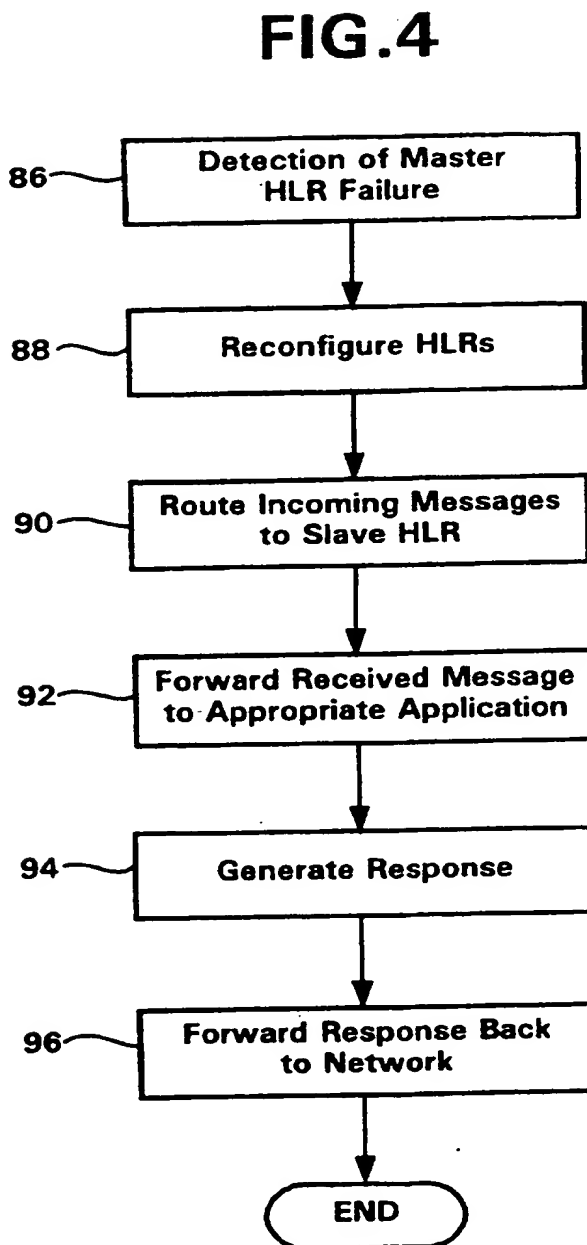 FIG.4
86
Detection of Master
HLR Failure
88
Reconfigure HLRs
90
Route Incoming Messages
to Slave HLR
92
Forward Received Message
to Appropriate Application
94
Generate Response
96
Forward Response Back
to Network
END